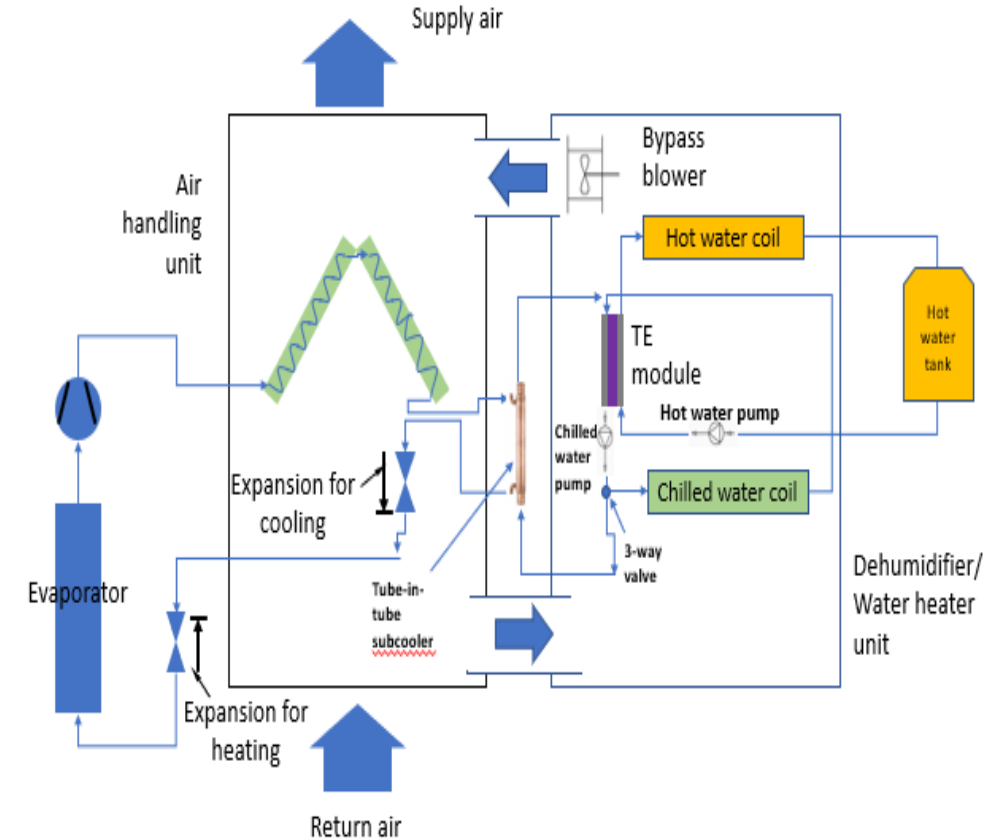 Supply air
Bypass
blower
Air
handling
unit
Hot water coil
Hot
water
tank
TE
module
Hot water pump
Chilled
water
pump
Expansion for
cooling
Chilled water coil
3-way
valve
Evaporator
Tube-in-
tube
subcooler
Dehumidifier/
Water heater
unit
Expansion for
heating
Return air